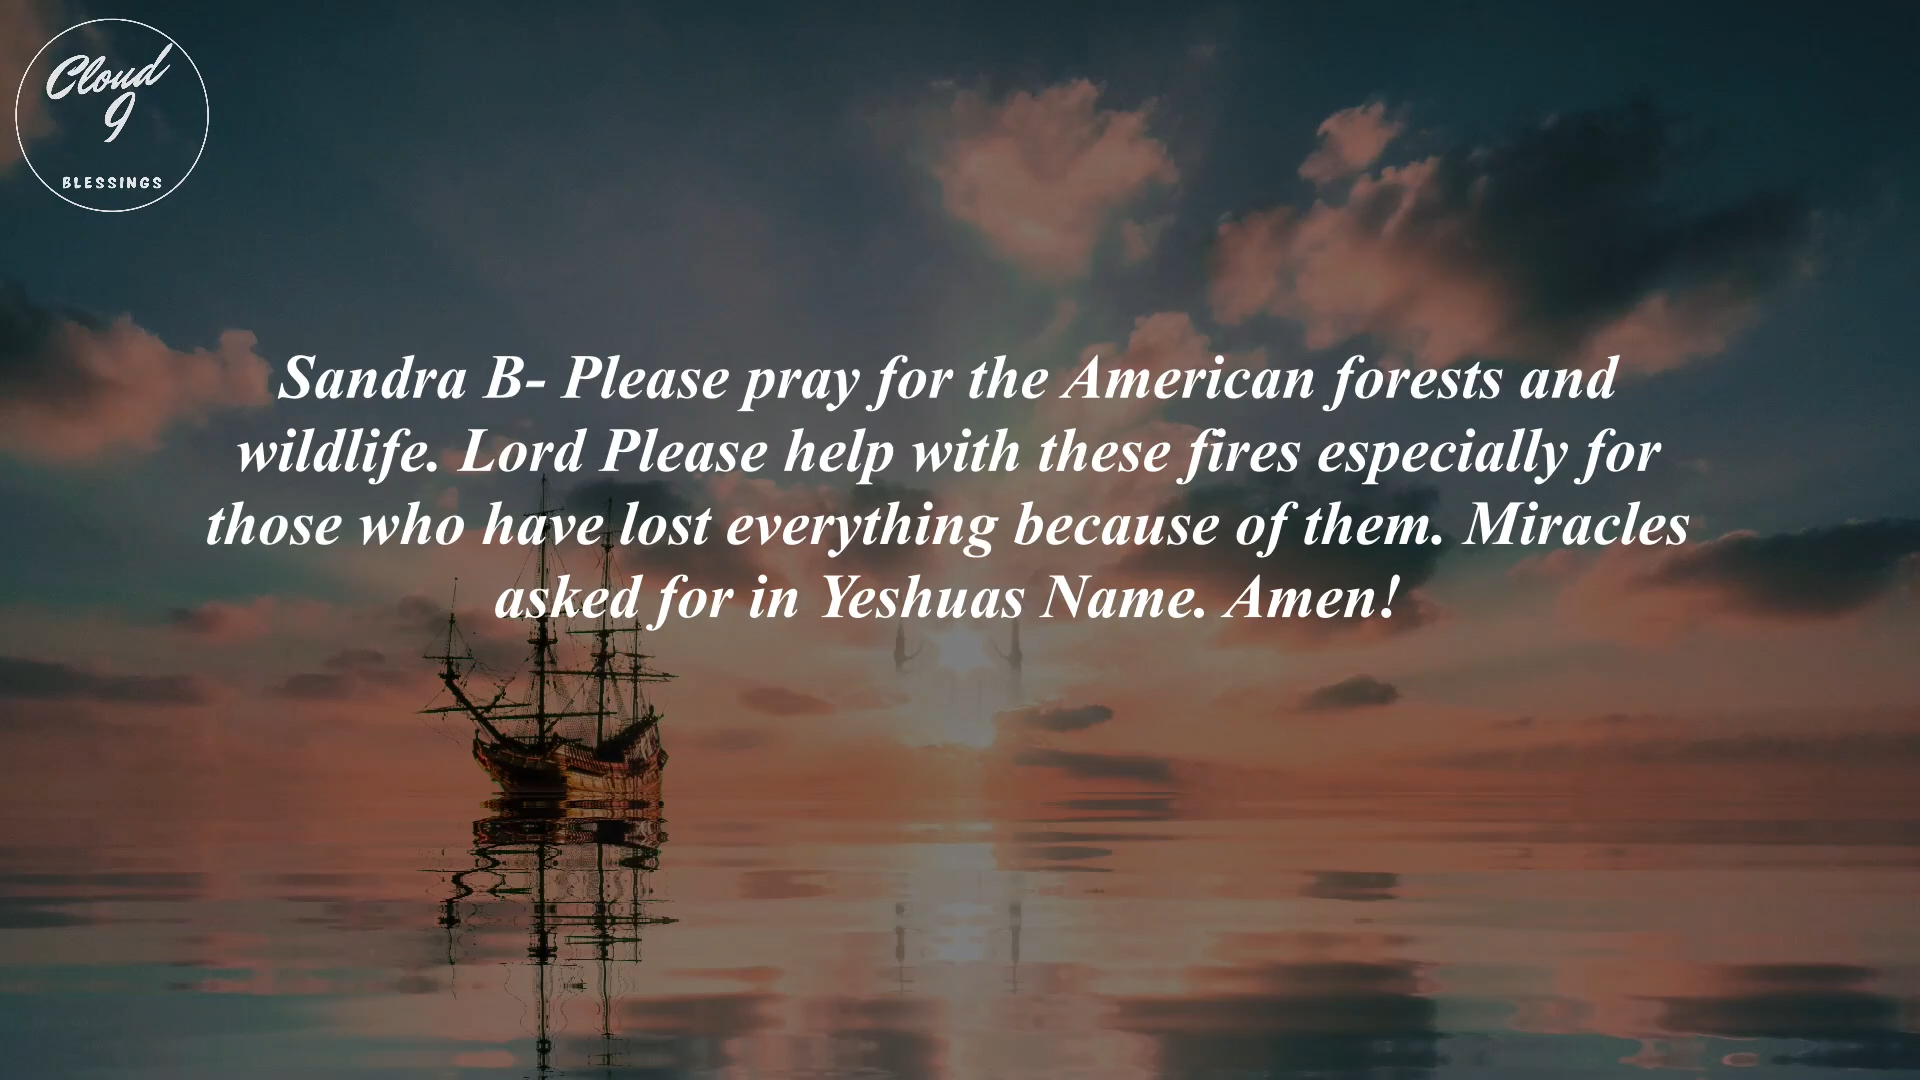 Cloud
9
BLESSINGS
Sandra B- Please pray for the American forests and
wildlife. Lord Please help with these fires especially for
those who have lost everything because of them. Miracles
asked for in Yeshuas Name. Amen!